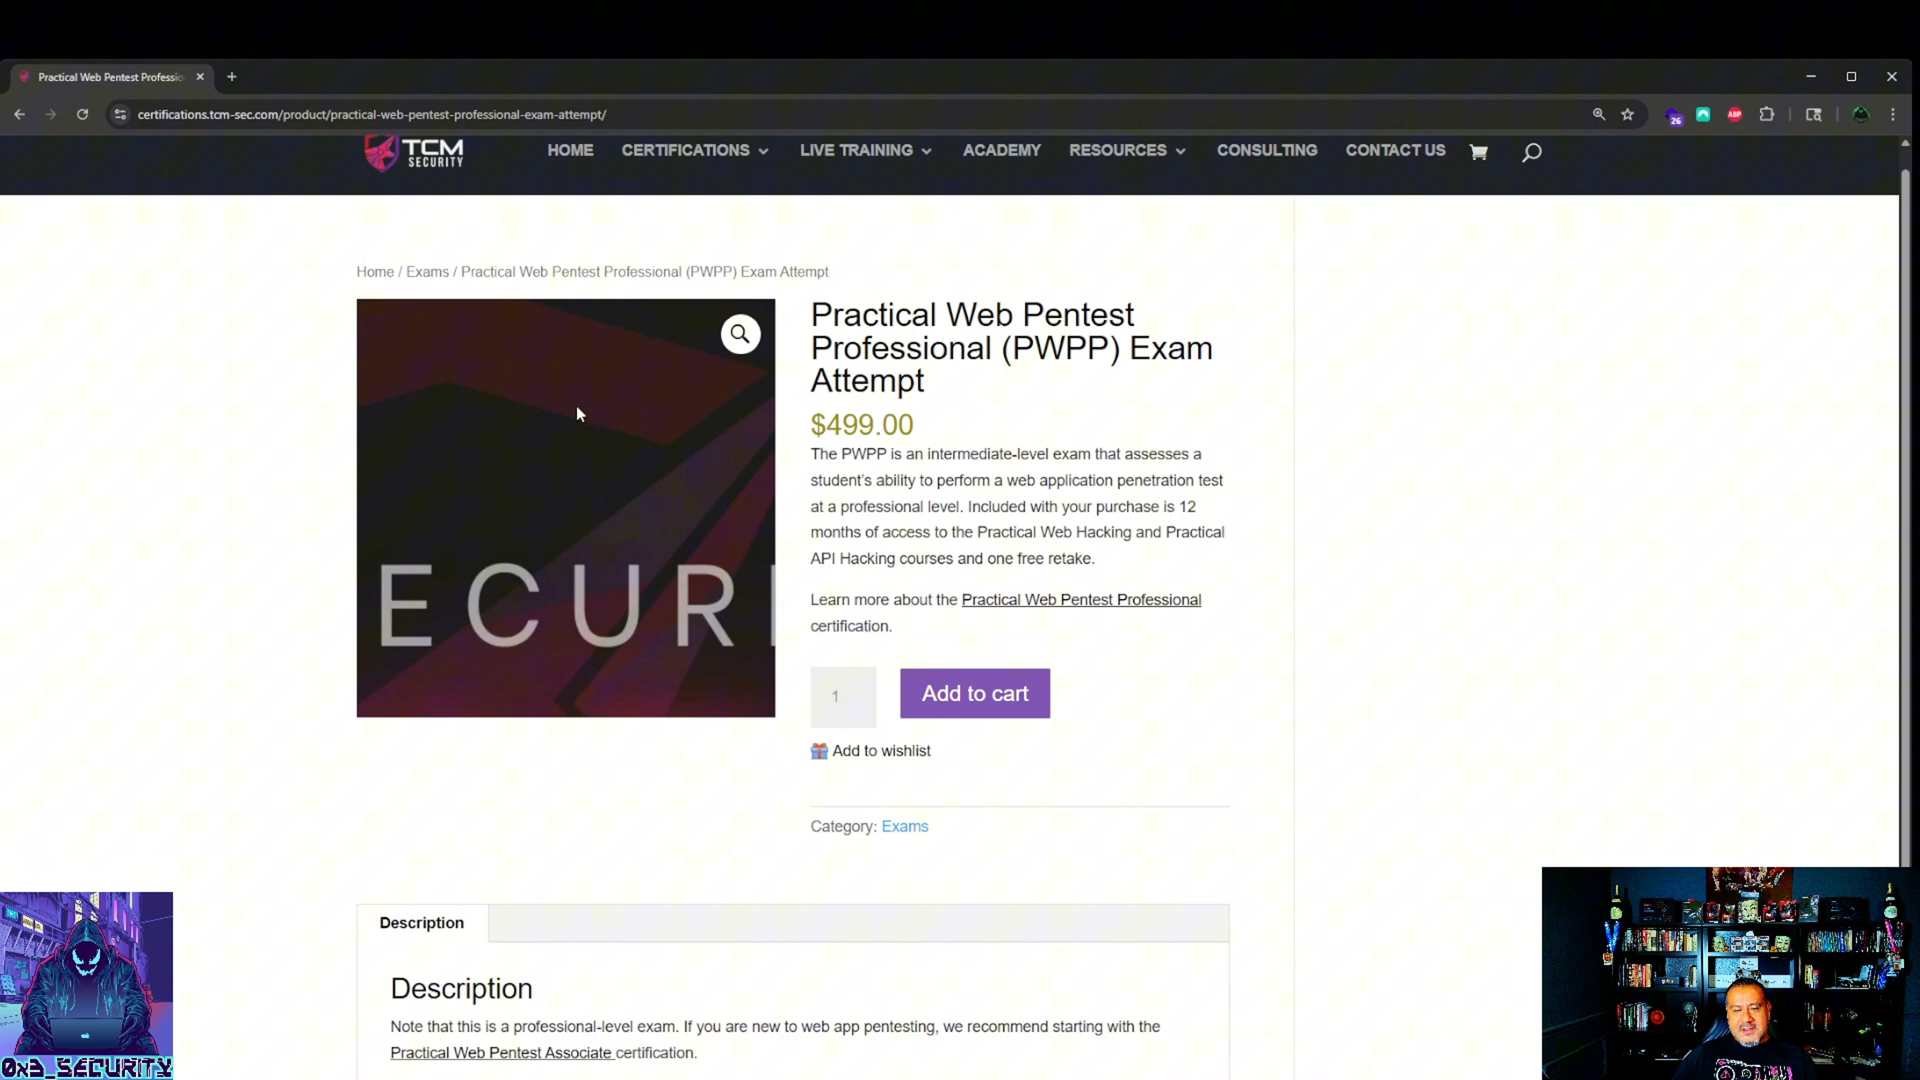 Practical Web Pentest Professio
certifications.tcm-sec.com/product/practical-web-pentest-professional-exam-attempt/
26
ABP
TCM
SECURITY
HOME
CERTIFICATIONS
LIVE TRAINING
ACADEMY
RESOURCES
CONSULTING
CONTACT US
Home / Exams / Practical Web Pentest Professional (PWPP) Exam Attempt
ECURI
Practical Web Pentest
Professional (PWPP) Exam
Attempt
$499.00
The PWPP is an intermediate-level exam that assesses a
student's ability to perform a web application penetration test
at a professional level. Included with your purchase is 12
months of access to the Practical Web Hacking and Practical
API Hacking courses and one free retake.
Learn more about the Practical Web Pentest Professional
certification.
1
Add to cart
Add to wishlist
Category: Exams
Description
Description
Note that this is a professional-level exam. If you are new to web app pentesting, we recommend starting with the
Practical Web Pentest Associate certification.
0x3_SECURITY